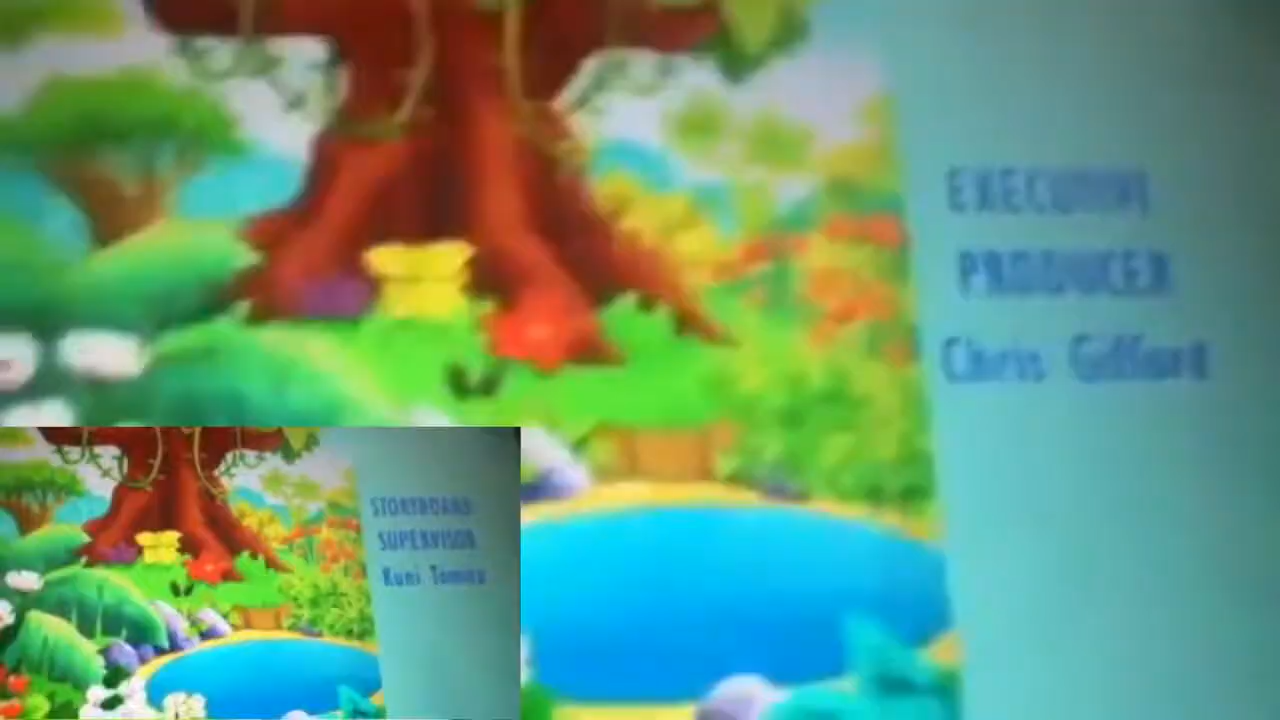 EXECUTIVE
PRODUCER
Chris Gifford
STORYBOARD
SUPERVISOR
Kuni Tomita